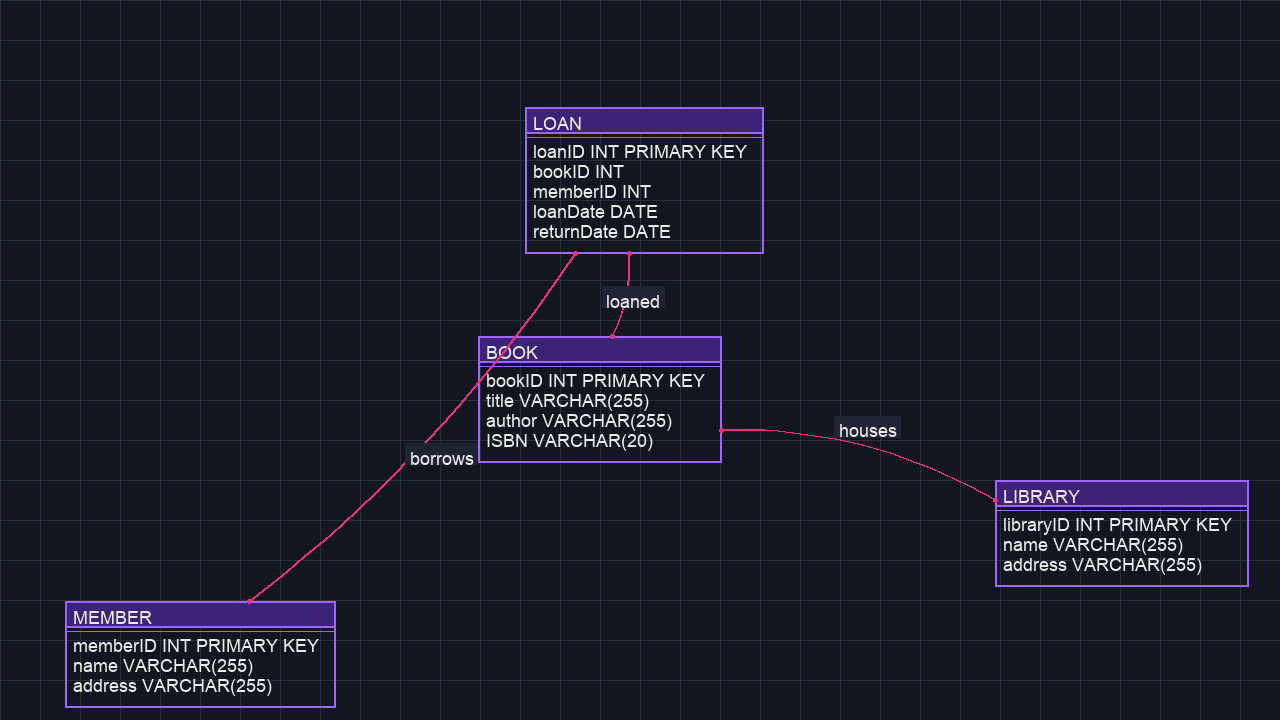 LOAN
loanID INT PRIMARY KEY
bookID INT
memberID INT
loanDate DATE
returnDate DATE
loaned
BOOK
bookID INT PRIMARY KEY
title VARCHAR(255)
author VARCHAR(255)
ISBN VARCHAR(20)
houses
borrows
LIBRARY
libraryID INT PRIMARY KEY
name VARCHAR(255)
address VARCHAR(255)
MEMBER
memberID INT PRIMARY KEY
name VARCHAR(255)
address VARCHAR(255)